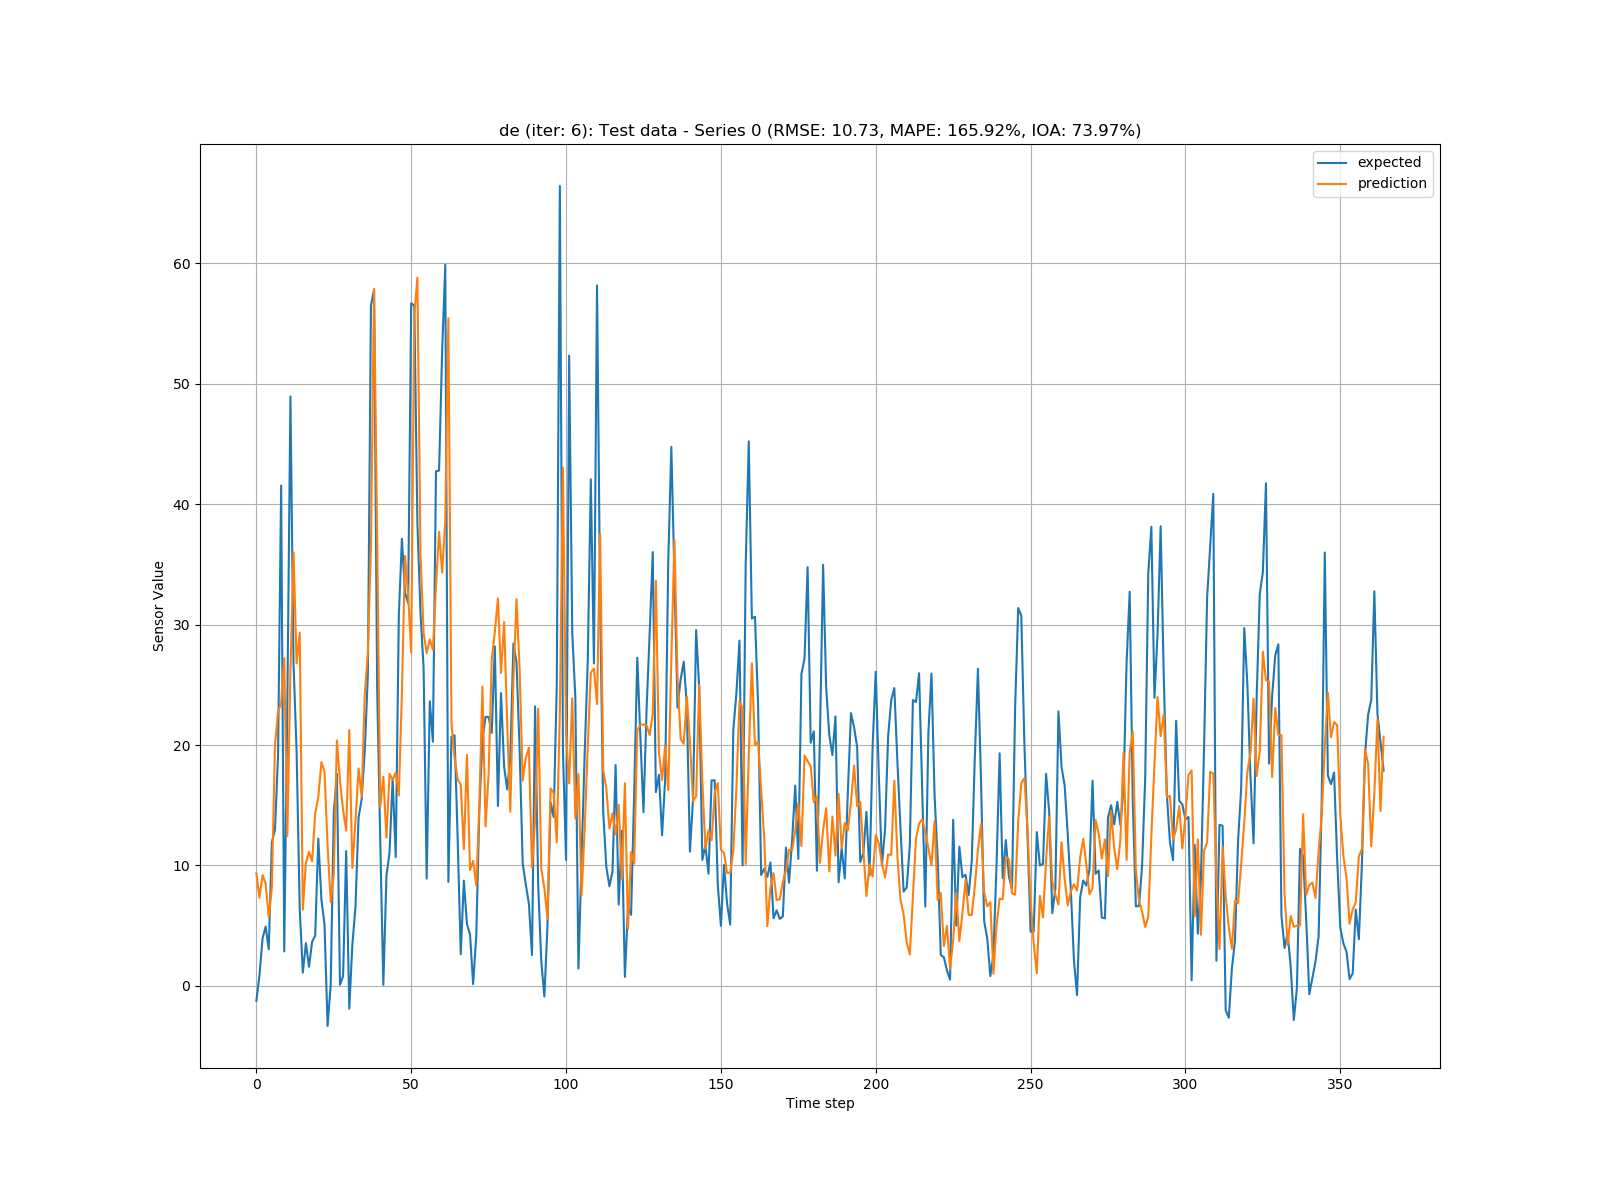 de (iter: 6): Test data - Series 0 (RMSE: 10.73, MAPE: 165.92%, IOA: 73.97%)
expected
prediction
Sensor Value
60
50
40
30
20
10
0
0 50 100 150 200 250 300 350
Time step